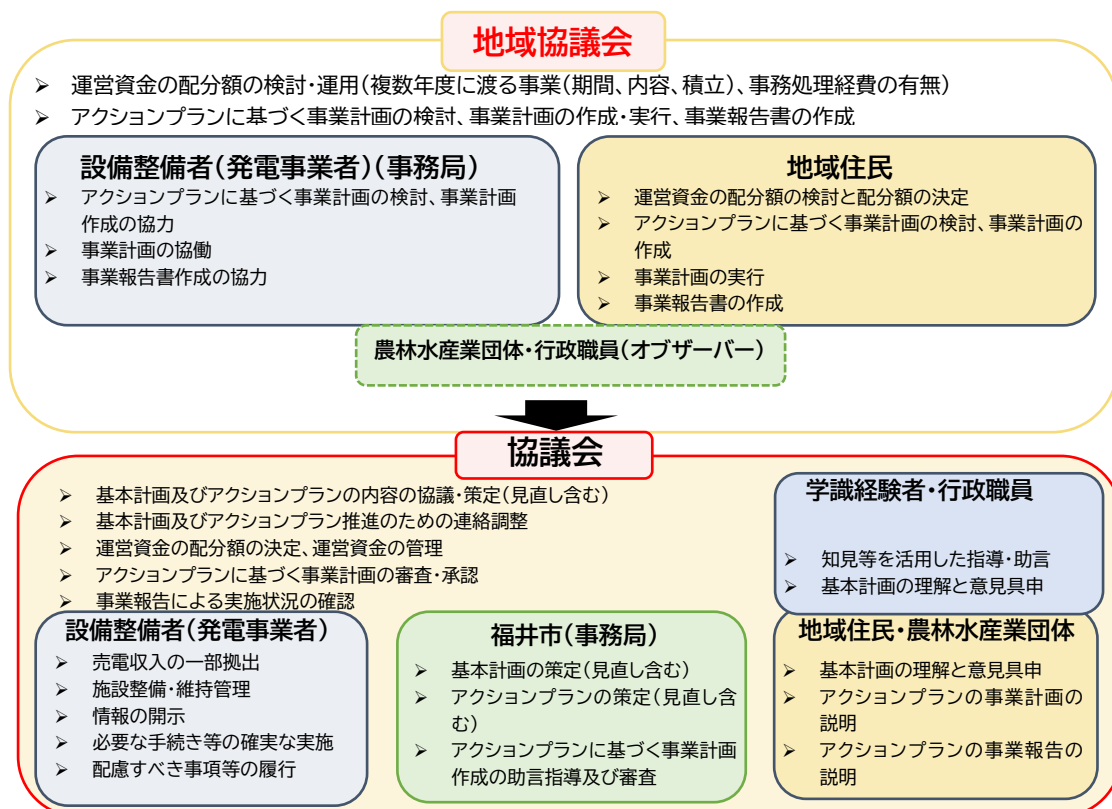 地域協議会
➢ 運営資金の配分額の検討・運用(複数年度に渡る事業(期間、内容、積立)、事務処理経費の有無)
➢ アクションプランに基づく事業計画の検討、事業計画の作成・実行、事業報告書の作成
設備整備者(発電事業者)(事務局)
➢ アクションプランに基づく事業計画の検討、事業計画
作成の協力
➢ 事業計画の協働
➢ 事業報告書作成の協力
地域住民
➢ 運営資金の配分額の検討と配分額の決定
➢ アクションプランに基づく事業計画の検討、事業計画の
作成
➢ 事業計画の実行
➢ 事業報告書の作成
農林水産業団体・行政職員(オブザーバー)
協議会
➢ 基本計画及びアクションプランの内容の協議・策定(見直し含む)
➢ 基本計画及びアクションプラン推進のための連絡調整
➢ 運営資金の配分額の決定、運営資金の管理
➢ アクションプランに基づく事業計画の審査・承認
➢ 事業報告による実施状況の確認
学識経験者・行政職員
➢ 知見等を活用した指導・助言
➢ 基本計画の理解と意見具申
設備整備者(発電事業者)
➢ 売電収入の一部拠出
➢ 施設整備・維持管理
➢ 情報の開示
➢ 必要な手続き等の確実な実施
➢ 配慮すべき事項等の履行
福井市(事務局)
➢ 基本計画の策定(見直し含む)
➢ アクションプランの策定(見直し含
む)
➢ アクションプランに基づく事業計画
作成の助言指導及び審査
地域住民・農林水産業団体
➢ 基本計画の理解と意見具申
➢ アクションプランの事業計画の
説明
➢ アクションプランの事業報告の
説明